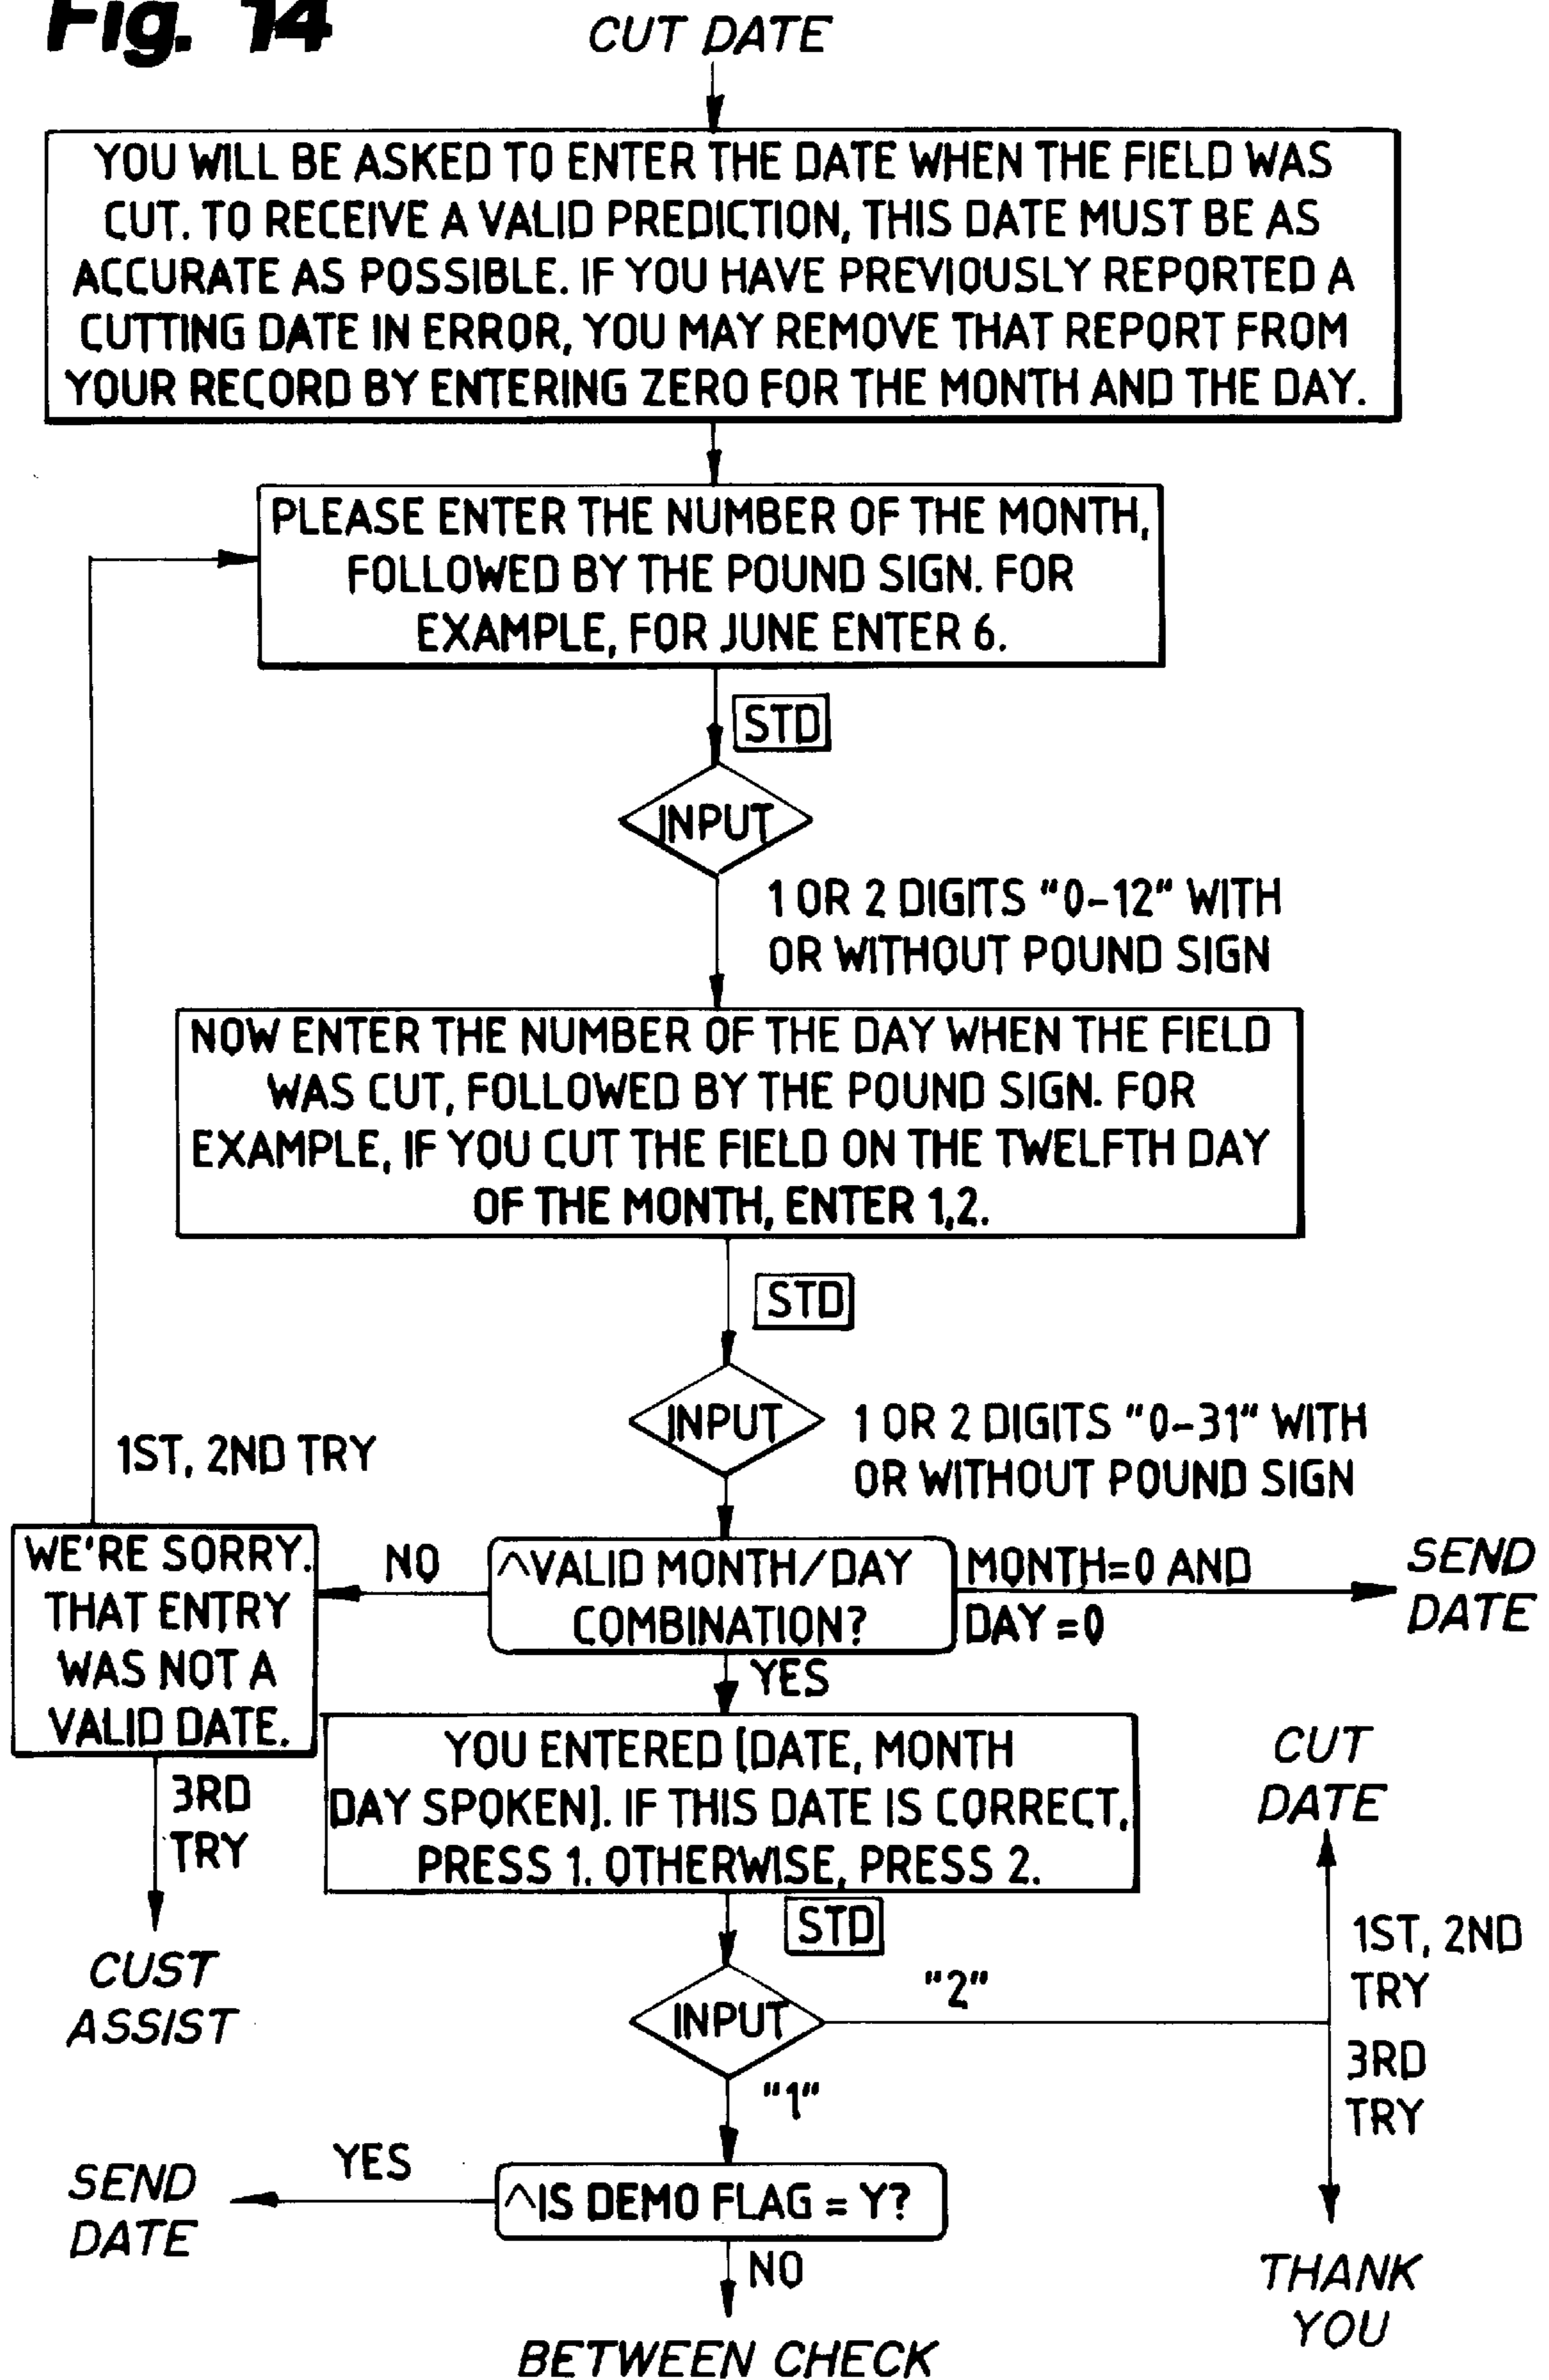 Fig. 14
CUT DATE
YOU WILL BE ASKED TO ENTER THE DATE WHEN THE FIELD WAS
CUT. TO RECEIVE A VALID PREDICTION, THIS DATE MUST BE AS
ACCURATE AS POSSIBLE. IF YOU HAVE PREVIOUSLY REPORTED A
CUTTING DATE IN ERROR, YOU MAY REMOVE THAT REPORT FROM
YOUR RECORD BY ENTERING ZERO FOR THE MONTH AND THE DAY.
PLEASE ENTER THE NUMBER OF THE MONTH,
FOLLOWED BY THE POUND SIGN. FOR
EXAMPLE, FOR JUNE ENTER 6.
STD
INPUT
1 OR 2 DIGITS "0-12" WITH
OR WITHOUT POUND SIGN
NOW ENTER THE NUMBER OF THE DAY WHEN THE FIELD
WAS CUT, FOLLOWED BY THE POUND SIGN. FOR
EXAMPLE, IF YOU CUT THE FIELD ON THE TWELFTH DAY
OF THE MONTH, ENTER 1,2.
STD
INPUT
1 OR 2 DIGITS "0-31" WITH
OR WITHOUT POUND SIGN
1ST, 2ND TRY
WE'RE SORRY.
THAT ENTRY
WAS NOT A
VALID DATE.
NO
^VALID MONTH/DAY
COMBINATION?
MONTH=0 AND
DAY=0
SEND
DATE
YES
3RD
TRY
CUST
ASSIST
YOU ENTERED [DATE, MONTH
DAY SPOKEN]. IF THIS DATE IS CORRECT,
PRESS 1. OTHERWISE, PRESS 2.
CUT
DATE
STD
INPUT
"2"
1ST, 2ND
TRY
3RD
TRY
"1"
YES
SEND
DATE
^IS DEMO FLAG = Y?
NO
THANK
YOU
BETWEEN CHECK